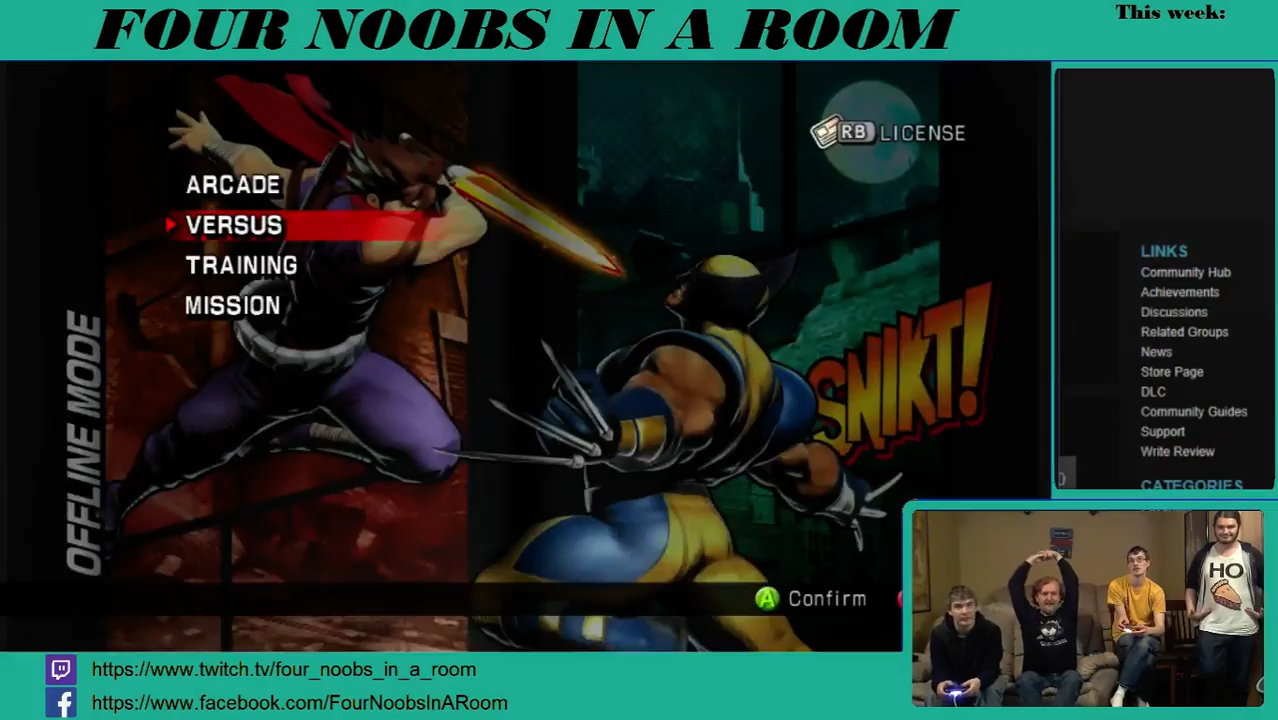 FOUR NOOBS IN A ROOM
This week:
RB LICENSE
ARCADE
VERSUS
TRAINING
MISSION
OFFLINE MODE
SNIKT!
A Confirm
LINKS
Community Hub
Achievements
Discussions
Related Groups
News
Store Page
DLC
Community Guides
Support
Write Review
CATEGORIES
HO
https://www.twitch.tv/four_noobs_in_a_room
https://www.facebook.com/FourNoobsInARoom